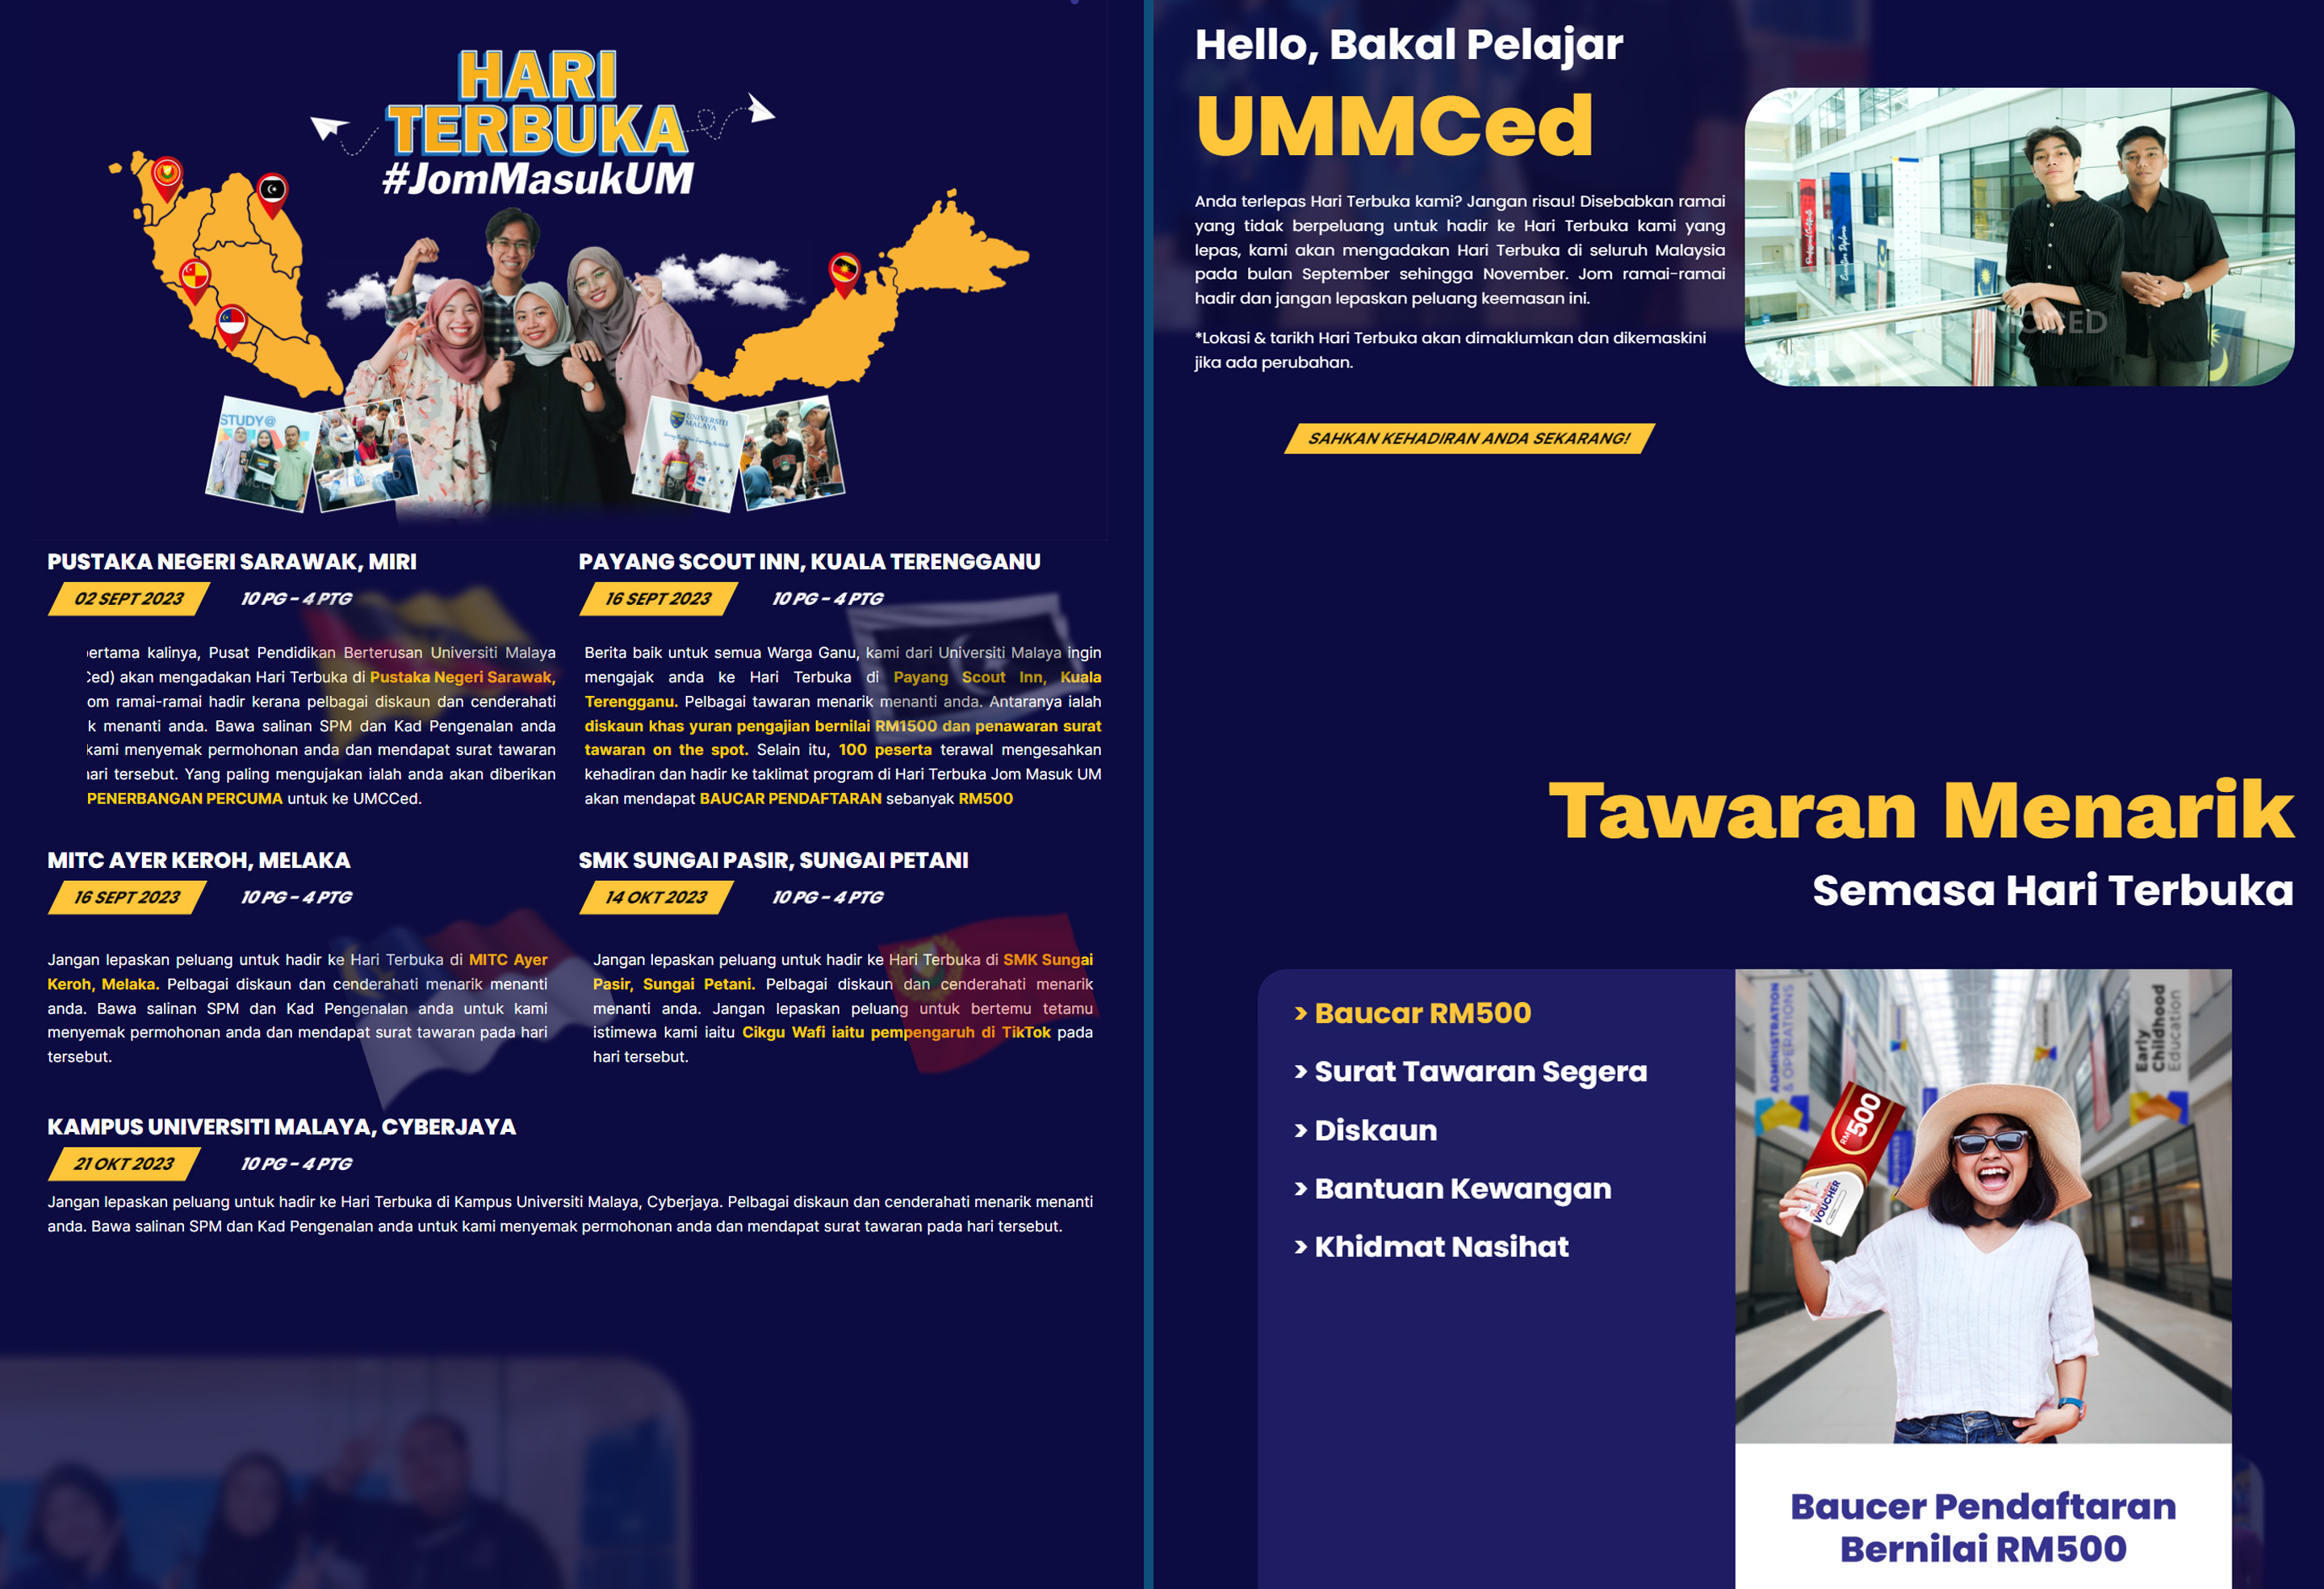 HARI
TERBUKA
#JomMasukUM
STUDY@
UNIVERSITI
MALAYA
PUSTAKA NEGERI SARAWAK, MIRI
02 SEPT 2023
10 PG – 4 PTG
ertama kalinya, Pusat Pendidikan Berterusan Universiti Malaya
Ced) akan mengadakan Hari Terbuka di Pustaka Negeri Sarawak,
om ramai-ramai hadir kerana pelbagai diskaun dan cenderahati
k menanti anda. Bawa salinan SPM dan Kad Pengenalan anda
kami menyemak permohonan anda dan mendapat surat tawaran
ari tersebut. Yang paling mengujakan ialah anda akan diberikan
PENERBANGAN PERCUMA untuk ke UMCCed.
PAYANG SCOUT INN, KUALA TERENGGANU
16 SEPT 2023
10 PG – 4 PTG
Berita baik untuk semua Warga Ganu, kami dari Universiti Malaya ingin
mengajak anda ke Hari Terbuka di Payang Scout Inn, Kuala
Terengganu. Pelbagai tawaran menarik menanti anda. Antaranya ialah
diskaun khas yuran pengajian bernilai RM1500 dan penawaran surat
tawaran on the spot. Selain itu, 100 peserta terawal mengesahkan
kehadiran dan hadir ke taklimat program di Hari Terbuka Jom Masuk UM
akan mendapat BAUCAR PENDAFTARAN sebanyak RM500
MITC AYER KEROH, MELAKA
16 SEPT 2023
10 PG – 4 PTG
Jangan lepaskan peluang untuk hadir ke Hari Terbuka di MITC Ayer
Keroh, Melaka. Pelbagai diskaun dan cenderahati menarik menanti
anda. Bawa salinan SPM dan Kad Pengenalan anda untuk kami
menyemak permohonan anda dan mendapat surat tawaran pada hari
tersebut.
SMK SUNGAI PASIR, SUNGAI PETANI
14 OKT 2023
10 PG – 4 PTG
Jangan lepaskan peluang untuk hadir ke Hari Terbuka di SMK Sungai
Pasir, Sungai Petani. Pelbagai diskaun dan cenderahati menarik
menanti anda. Jangan lepaskan peluang untuk bertemu tetamu
istimewa kami iaitu Cikgu Wafi iaitu pempengaruh di TikTok pada
hari tersebut.
KAMPUS UNIVERSITI MALAYA, CYBERJAYA
21 OKT 2023
10 PG – 4 PTG
Jangan lepaskan peluang untuk hadir ke Hari Terbuka di Kampus Universiti Malaya, Cyberjaya. Pelbagai diskaun dan cenderahati menarik menanti
anda. Bawa salinan SPM dan Kad Pengenalan anda untuk kami menyemak permohonan anda dan mendapat surat tawaran pada hari tersebut.
Hello, Bakal Pelajar
UMMCed
Anda terlepas Hari Terbuka kami? Jangan risau! Disebabkan ramai
yang tidak berpeluang untuk hadir ke Hari Terbuka kami yang
lepas, kami akan mengadakan Hari Terbuka di seluruh Malaysia
pada bulan September sehingga November. Jom ramai-ramai
hadir dan jangan lepaskan peluang keemasan ini.
*Lokasi & tarikh Hari Terbuka akan dimaklumkan dan dikemaskini
jika ada perubahan.
SAHKAN KEHADIRAN ANDA SEKARANG!
Executive Diploma
Tawaran Menarik
Semasa Hari Terbuka
> Baucar RM500
> Surat Tawaran Segera
> Diskaun
> Bantuan Kewangan
> Khidmat Nasihat
ADMINISTRATION
& OPERATIONS
Early
Childhood
Education
RM500
VOUCHER
Baucer Pendaftaran
Bernilai RM500